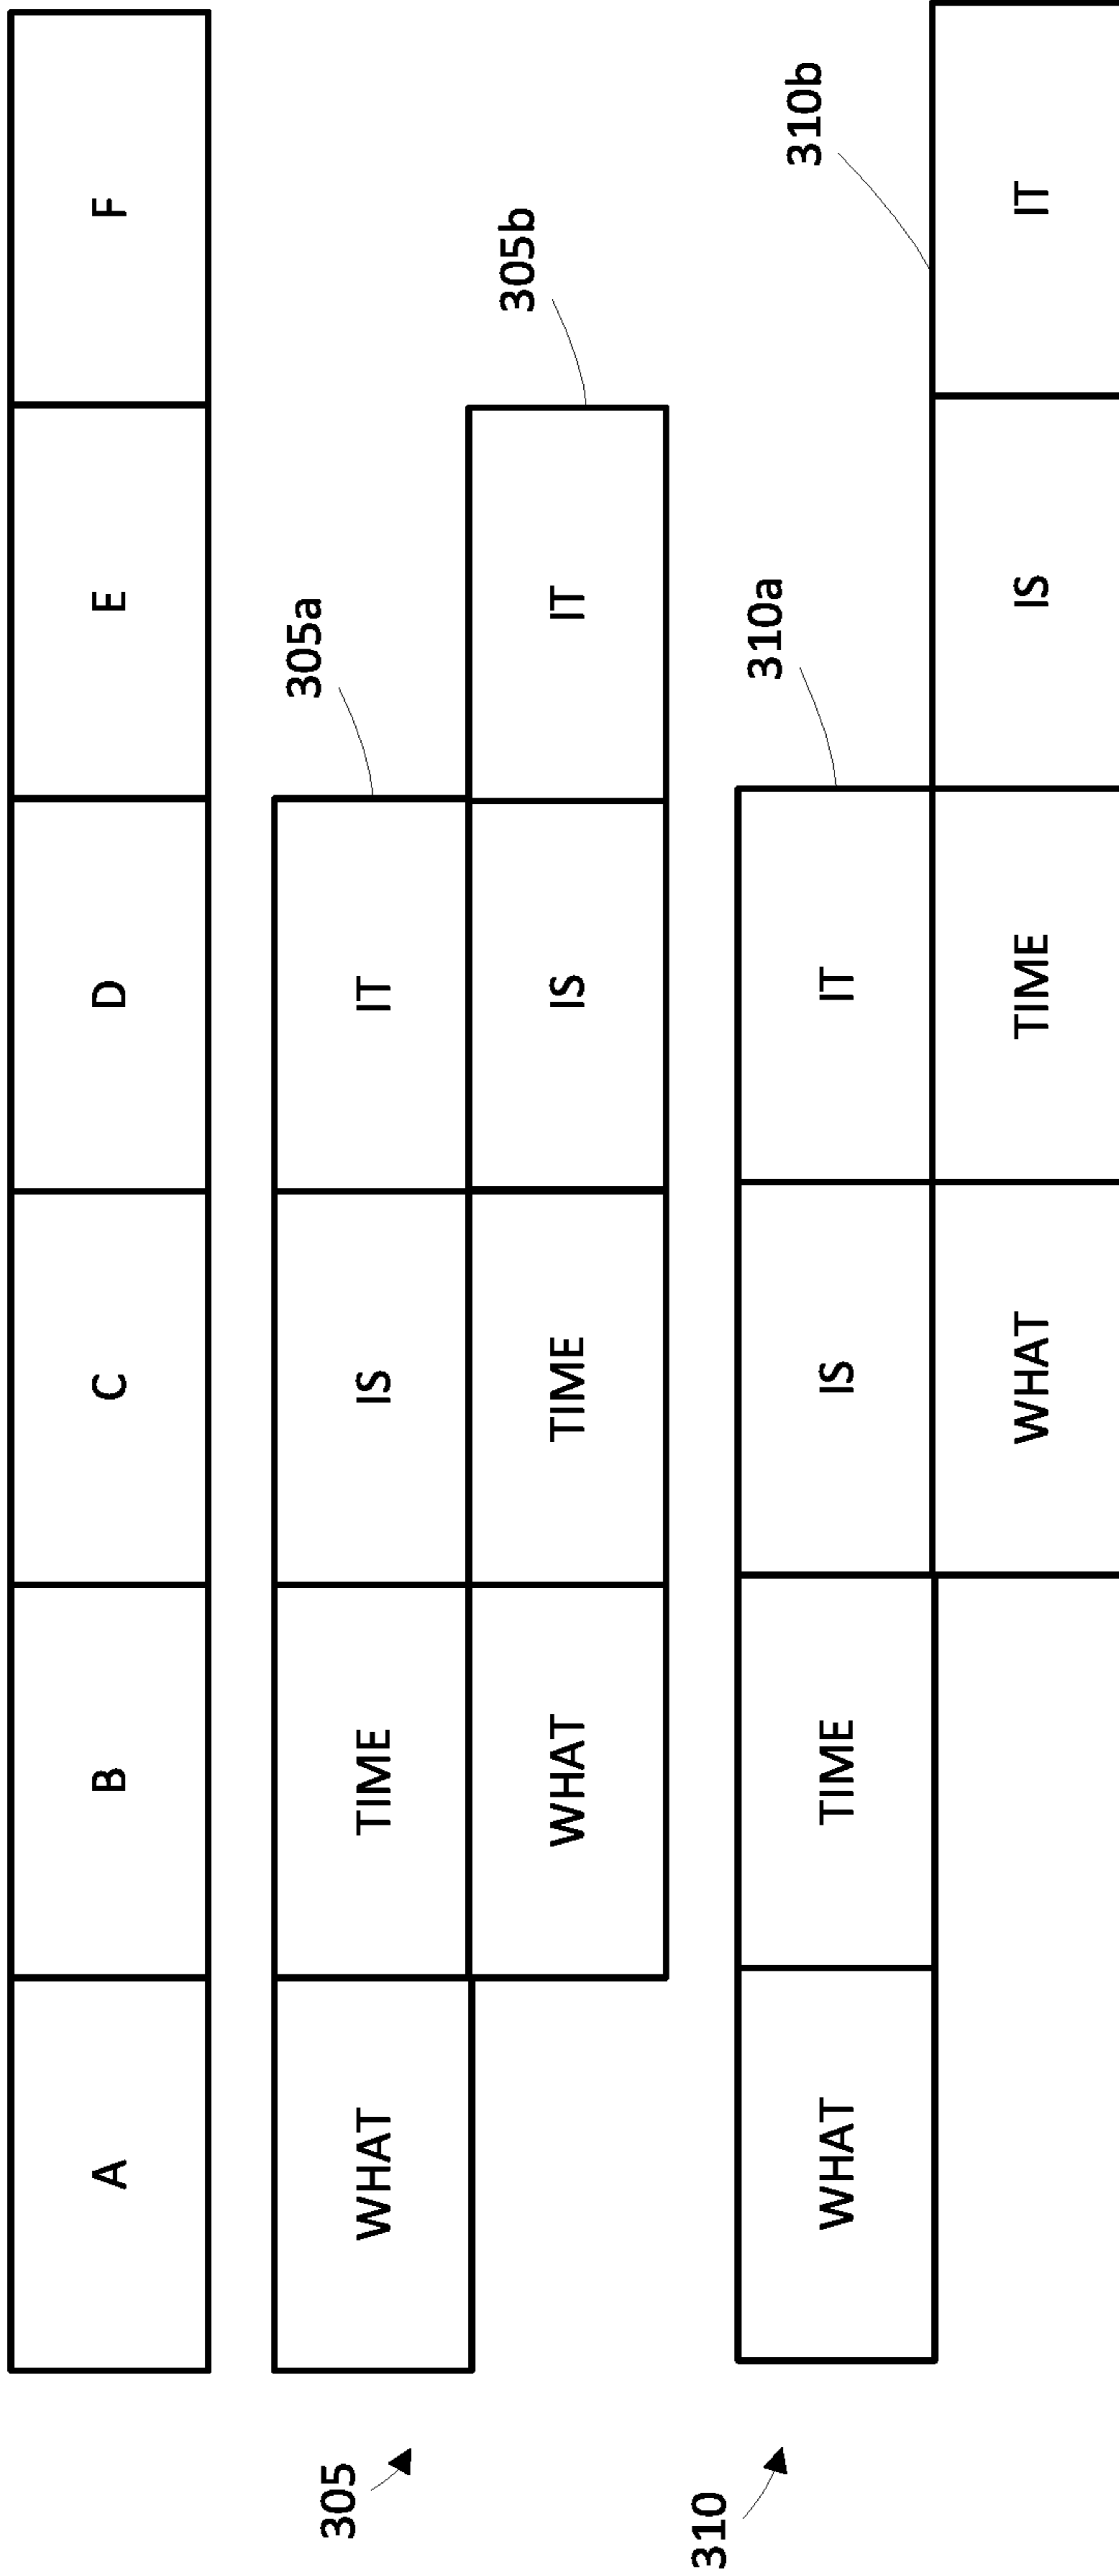 A B C D E F
305
305a
WHAT TIME IS IT
305b
WHAT TIME IS IT
310
310a
WHAT TIME IS IT
310b
WHAT TIME IS IT